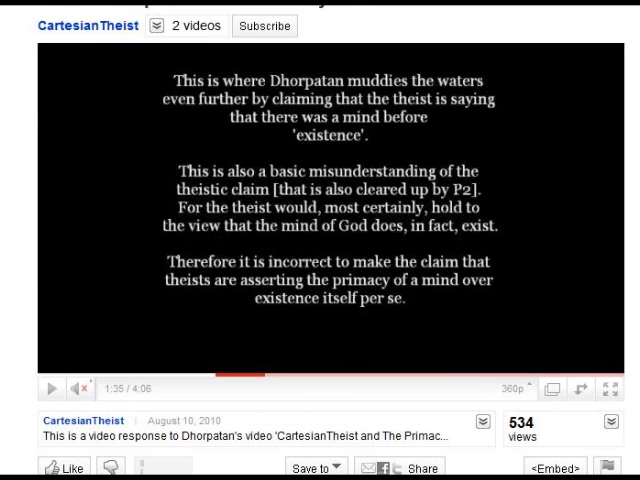 CartesianTheist 2 videos Subscribe
This is where Dhorpatan muddies the waters
even further by claiming that the theist is saying
that there was a mind before
'existence'.
This is also a basic misunderstanding of the
theistic claim [that is also cleared up by P2].
For the theist would, most certainly, hold to
the view that the mind of God does, in fact, exist.
Therefore it is incorrect to make the claim that
theists are asserting the primacy of a mind over
existence itself per se.
1:35 / 4:06 360p
CartesianTheist | August 10, 2010
This is a video response to Dhorpatan's video 'CartesianTheist and The Primac...
534
views
Like Save to Share <Embed>